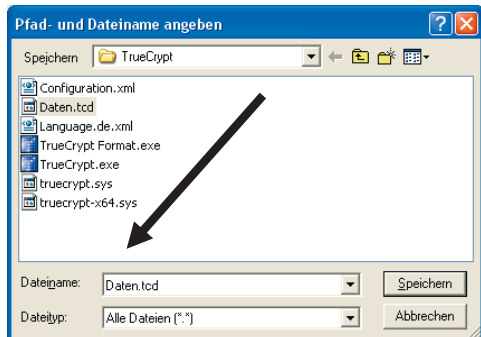 Pfad- und Dateiname angeben
Speichern
TrueCrypt
Configuration.xml
Daten.tcd
Language.de.xml
TrueCrypt Format.exe
TrueCrypt.exe
truecrypt.sys
truecrypt-x64.sys
Dateiname: Daten.tcd Speichern
Dateityp: Alle Dateien (*.*) Abbrechen